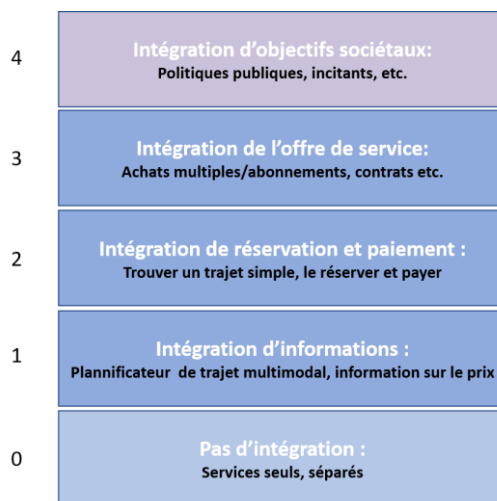 4
Intégration d'objectifs sociétaux:
Politiques publiques, incitants, etc.
3
Intégration de l'offre de service:
Achats multiples/abonnements, contrats etc.
2
Intégration de réservation et paiement :
Trouver un trajet simple, le réserver et payer
1
Intégration d'informations :
Plannificateur de trajet multimodal, information sur le prix
0
Pas d'intégration :
Services seuls, séparés